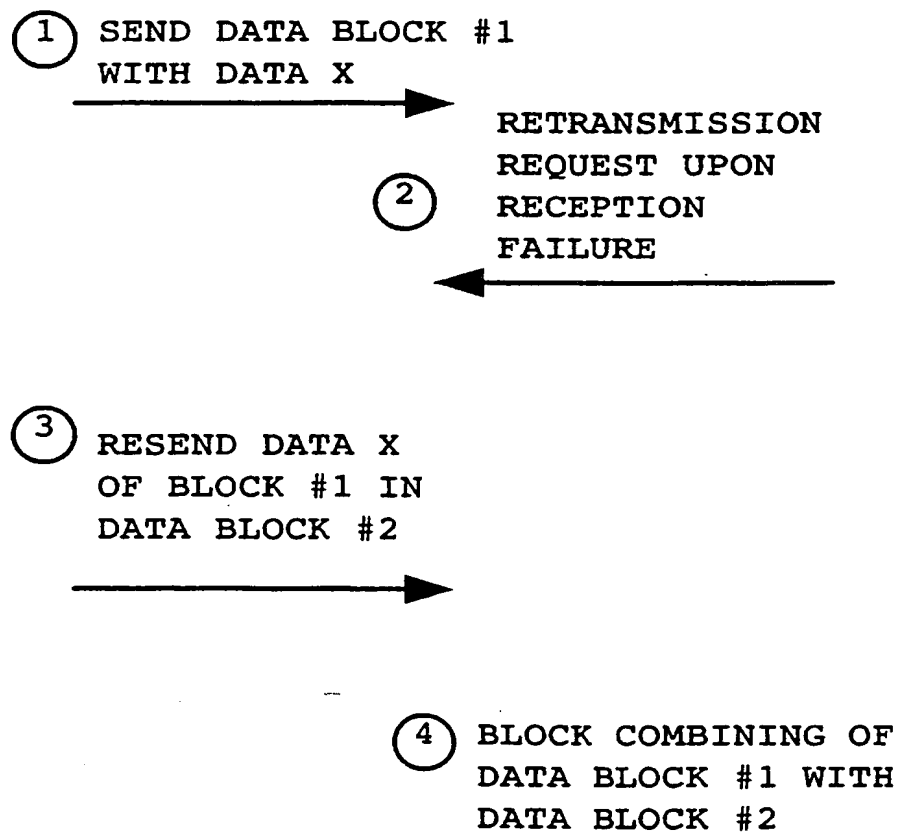 1 SEND DATA BLOCK #1
WITH DATA X
RETRANSMISSION
REQUEST UPON
2 RECEPTION
FAILURE
3 RESEND DATA X
OF BLOCK #1 IN
DATA BLOCK #2
4 BLOCK COMBINING OF
DATA BLOCK #1 WITH
DATA BLOCK #2